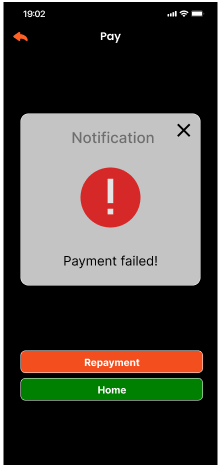 19:02
Pay
Notification
Payment failed!
Repayment
Home